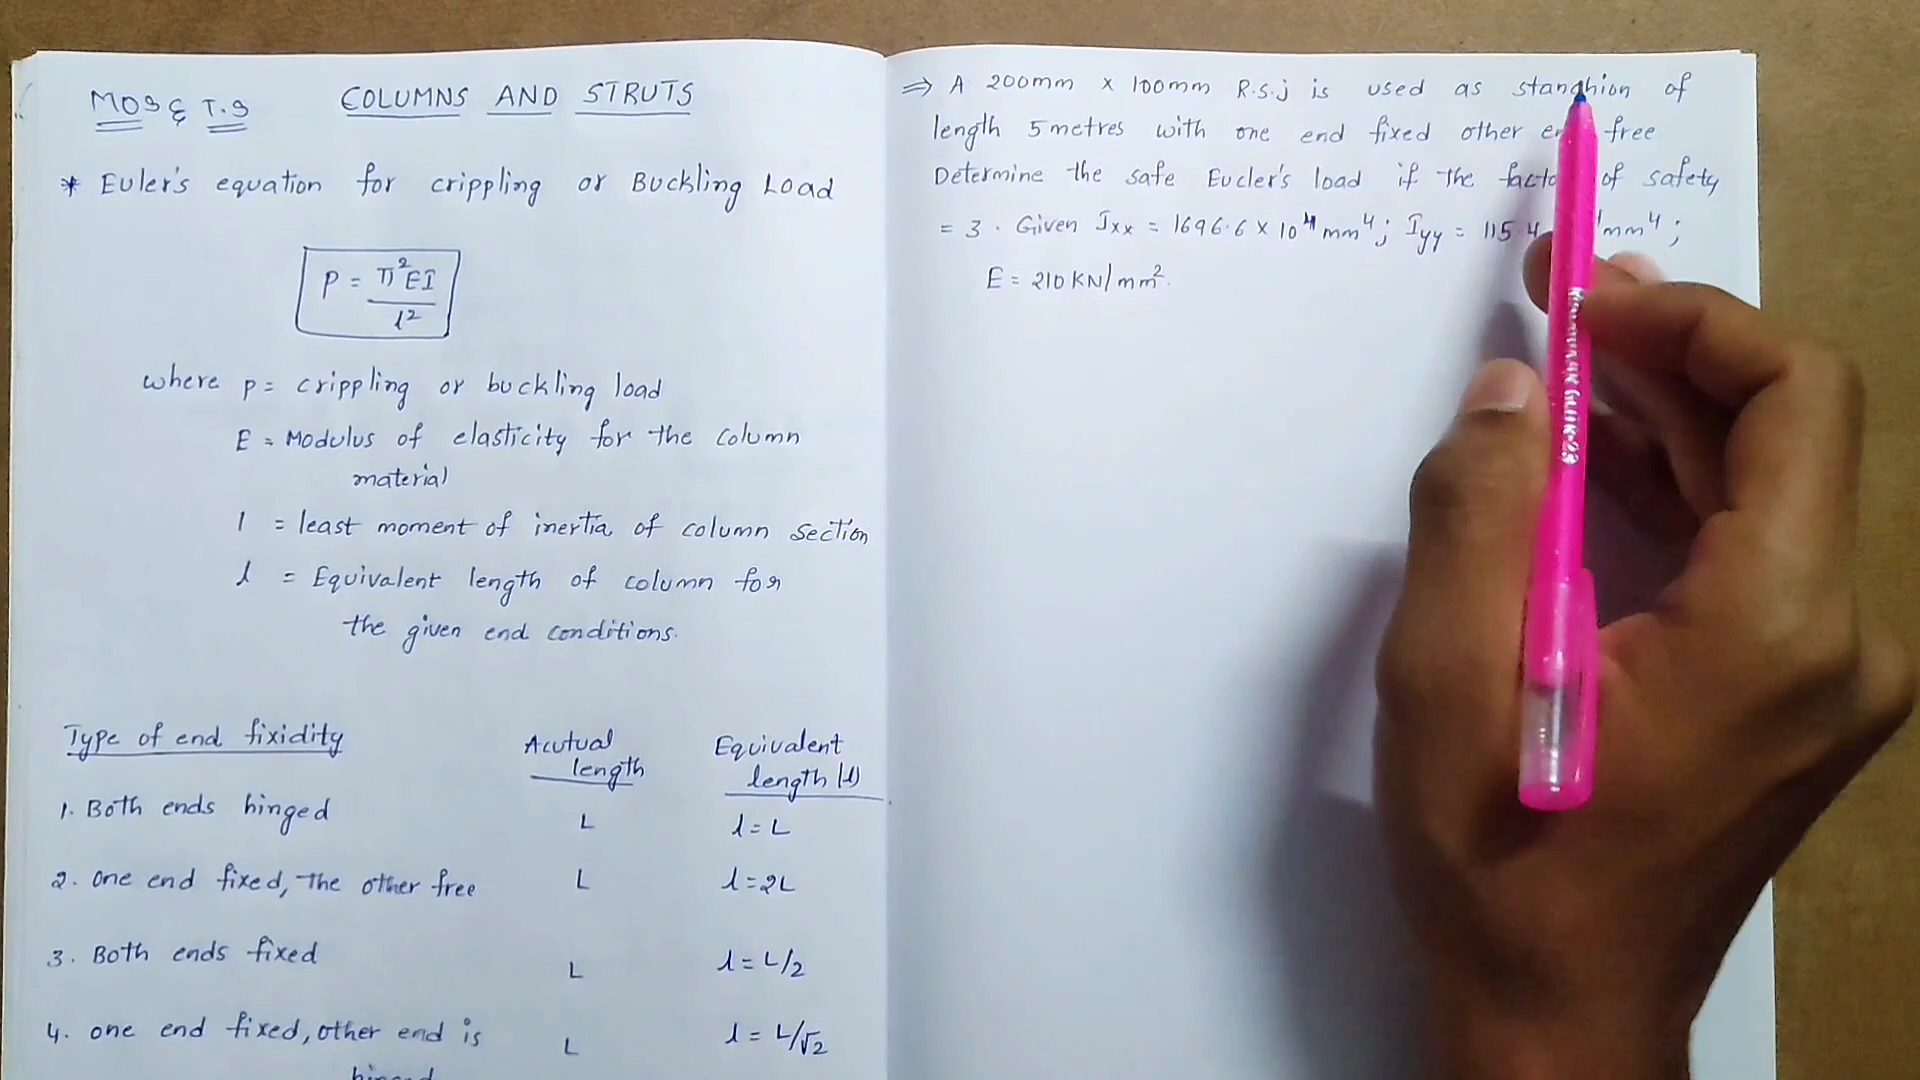 MOS & T.S
COLUMNS AND STRUTS
* Euler's equation for crippling or Buckling Load
P = π²EI / l²
where p = crippling or buckling load
E = Modulus of elasticity for the column
material
I = least moment of inertia of column section
l = Equivalent length of column for
the given end conditions.
Type of end fixidity
Acutual
length
Equivalent
length (l)
1. Both ends hinged L l = L
2. one end fixed, The other free L l = 2L
3. Both ends fixed L l = L/2
4. one end fixed, other end is L l = L/√2
hinged
⇒ A 200mm x 100mm R.s.j is used as stanchion of
length 5 metres with one end fixed other free
Determine the safe Eucler's load if the of safety
= 3. Given Ixx = 1696.6 x 10⁴ mm⁴; Iyy = 115.4 mm⁴;
E = 210 KN/mm².